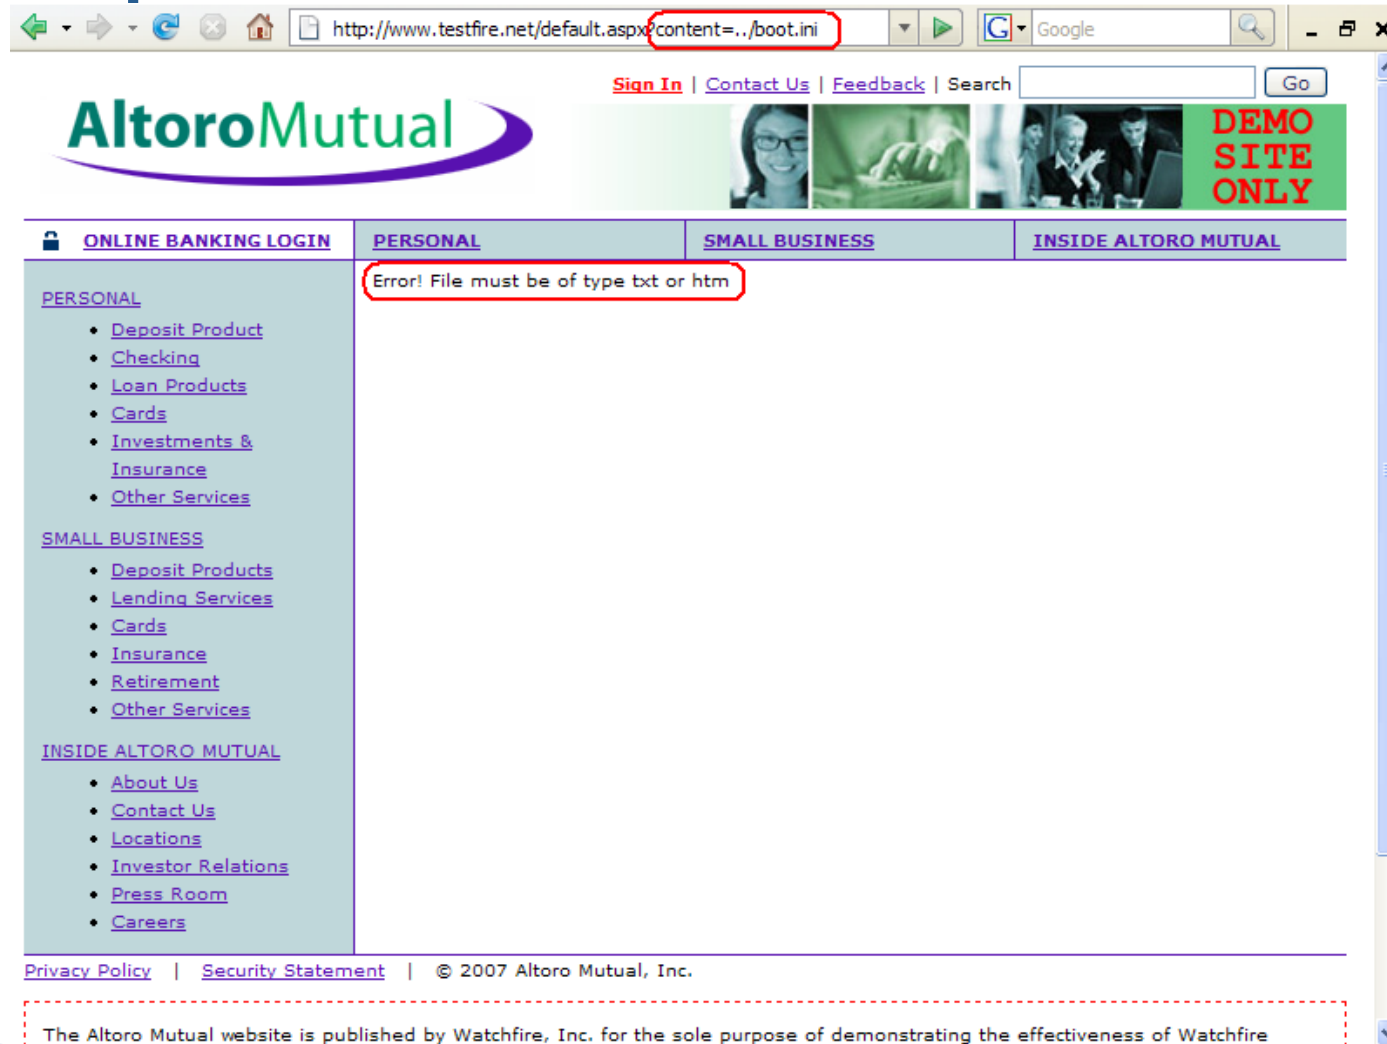 http://www.testfire.net/default.aspx?content=../boot.ini
G Google
Sign In | Contact Us | Feedback | Search Go
AltoroMutual
DEMO
SITE
ONLY
ONLINE BANKING LOGIN
PERSONAL
SMALL BUSINESS
INSIDE ALTORO MUTUAL
Error! File must be of type txt or htm
PERSONAL
Deposit Product
Checking
Loan Products
Cards
Investments &
Insurance
Other Services
SMALL BUSINESS
Deposit Products
Lending Services
Cards
Insurance
Retirement
Other Services
INSIDE ALTORO MUTUAL
About Us
Contact Us
Locations
Investor Relations
Press Room
Careers
Privacy Policy | Security Statement | © 2007 Altoro Mutual, Inc.
The Altoro Mutual website is published by Watchfire, Inc. for the sole purpose of demonstrating the effectiveness of Watchfire